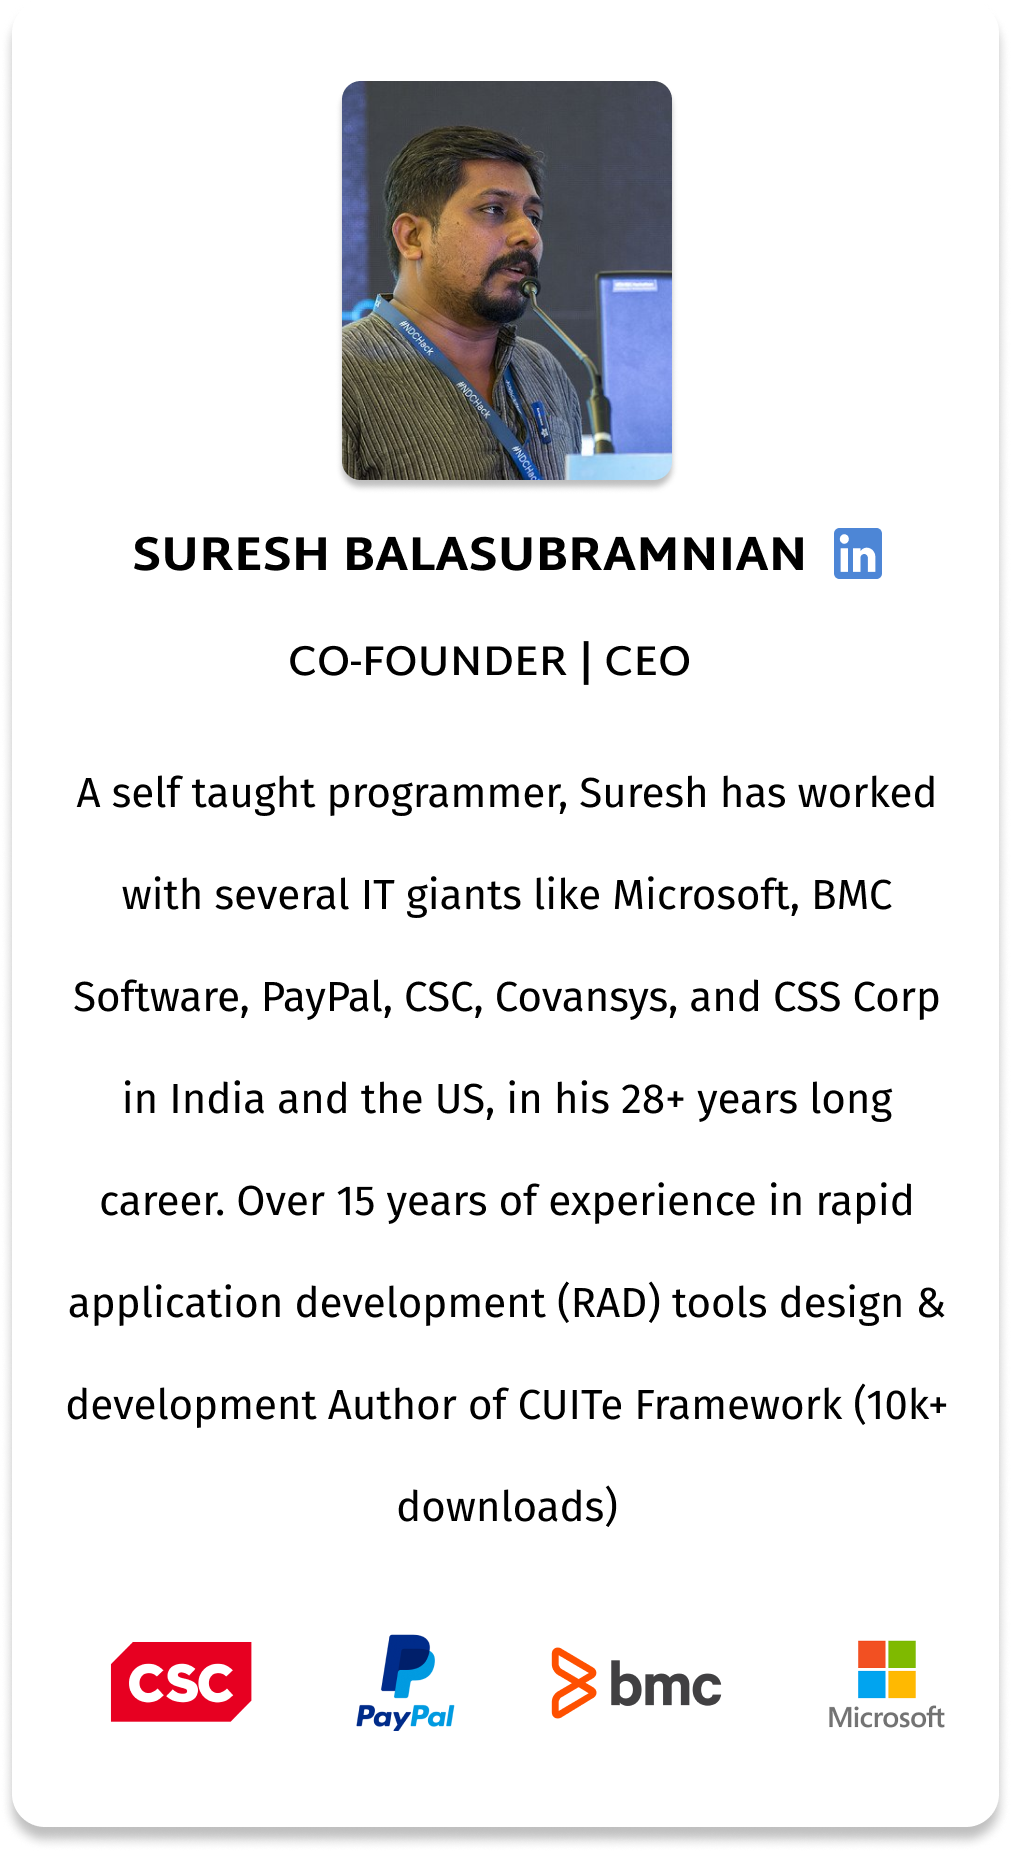 #NDCHack
#NDCHack
SURESH BALASUBRAMNIAN in
CO-FOUNDER | CEO
A self taught programmer, Suresh has worked
with several IT giants like Microsoft, BMC
Software, PayPal, CSC, Covansys, and CSS Corp
in India and the US, in his 28+ years long
career. Over 15 years of experience in rapid
application development (RAD) tools design &
development Author of CUITe Framework (10k+
downloads)
CSC PayPal bmc Microsoft